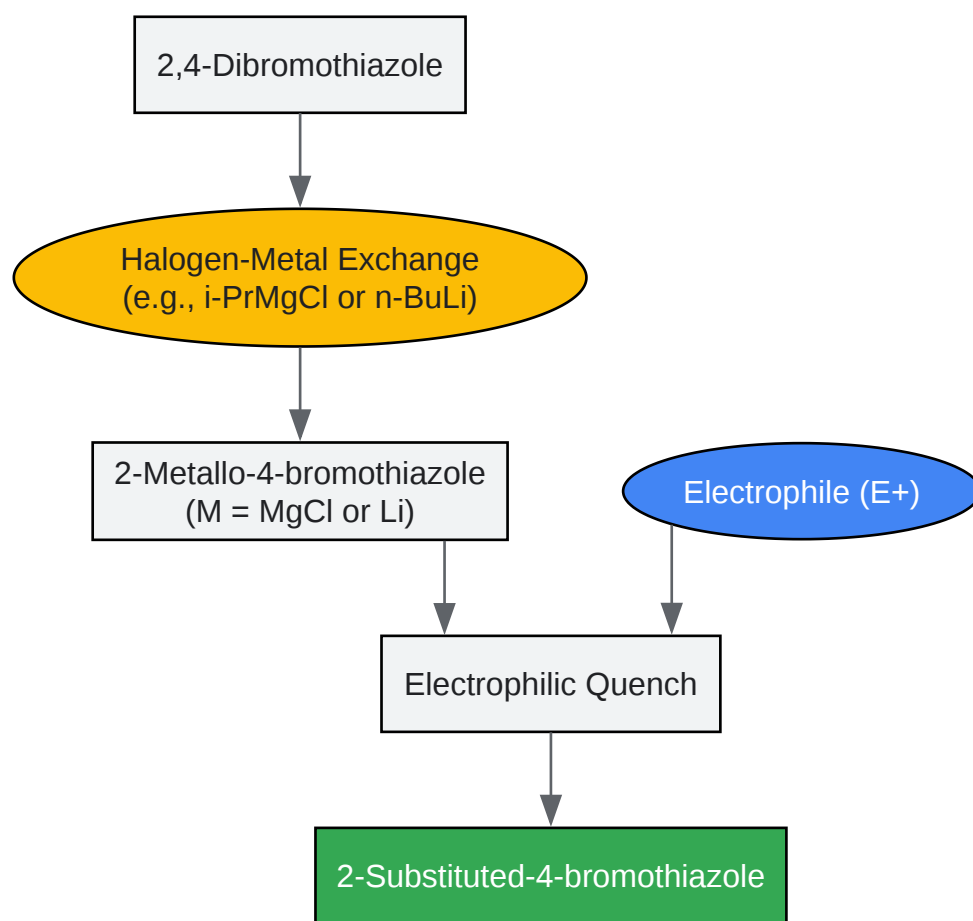 2,4-Dibromothiazole
Halogen-Metal Exchange
(e.g., i-PrMgCl or n-BuLi)
2-Metallo-4-bromothiazole
(M = MgCl or Li)
Electrophile (E+)
Electrophilic Quench
2-Substituted-4-bromothiazole